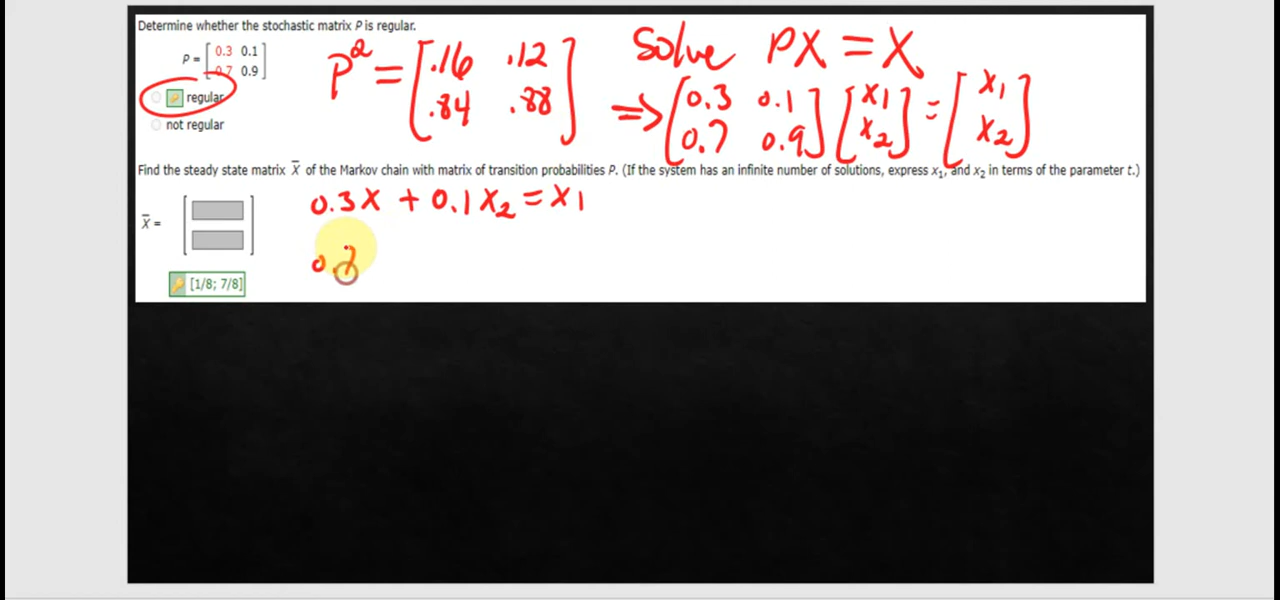 Determine whether the stochastic matrix P is regular.
P = [ 0.3 0.1
0.7 0.9 ]
regular
not regular
P² = [ .16 .12
.84 .88 ]
Solve PX = X
⇒ [ 0.3 0.1 ] [ x1 ] = [ x1 ]
[ 0.7 0.9 ] [ x2 ] [ x2 ]
Find the steady state matrix X̅ of the Markov chain with matrix of transition probabilities P. (If the system has an infinite number of solutions, express x1, and x2 in terms of the parameter t.)
X̅ =
[1/8; 7/8]
0.3x + 0.1x2 = x1
0.7